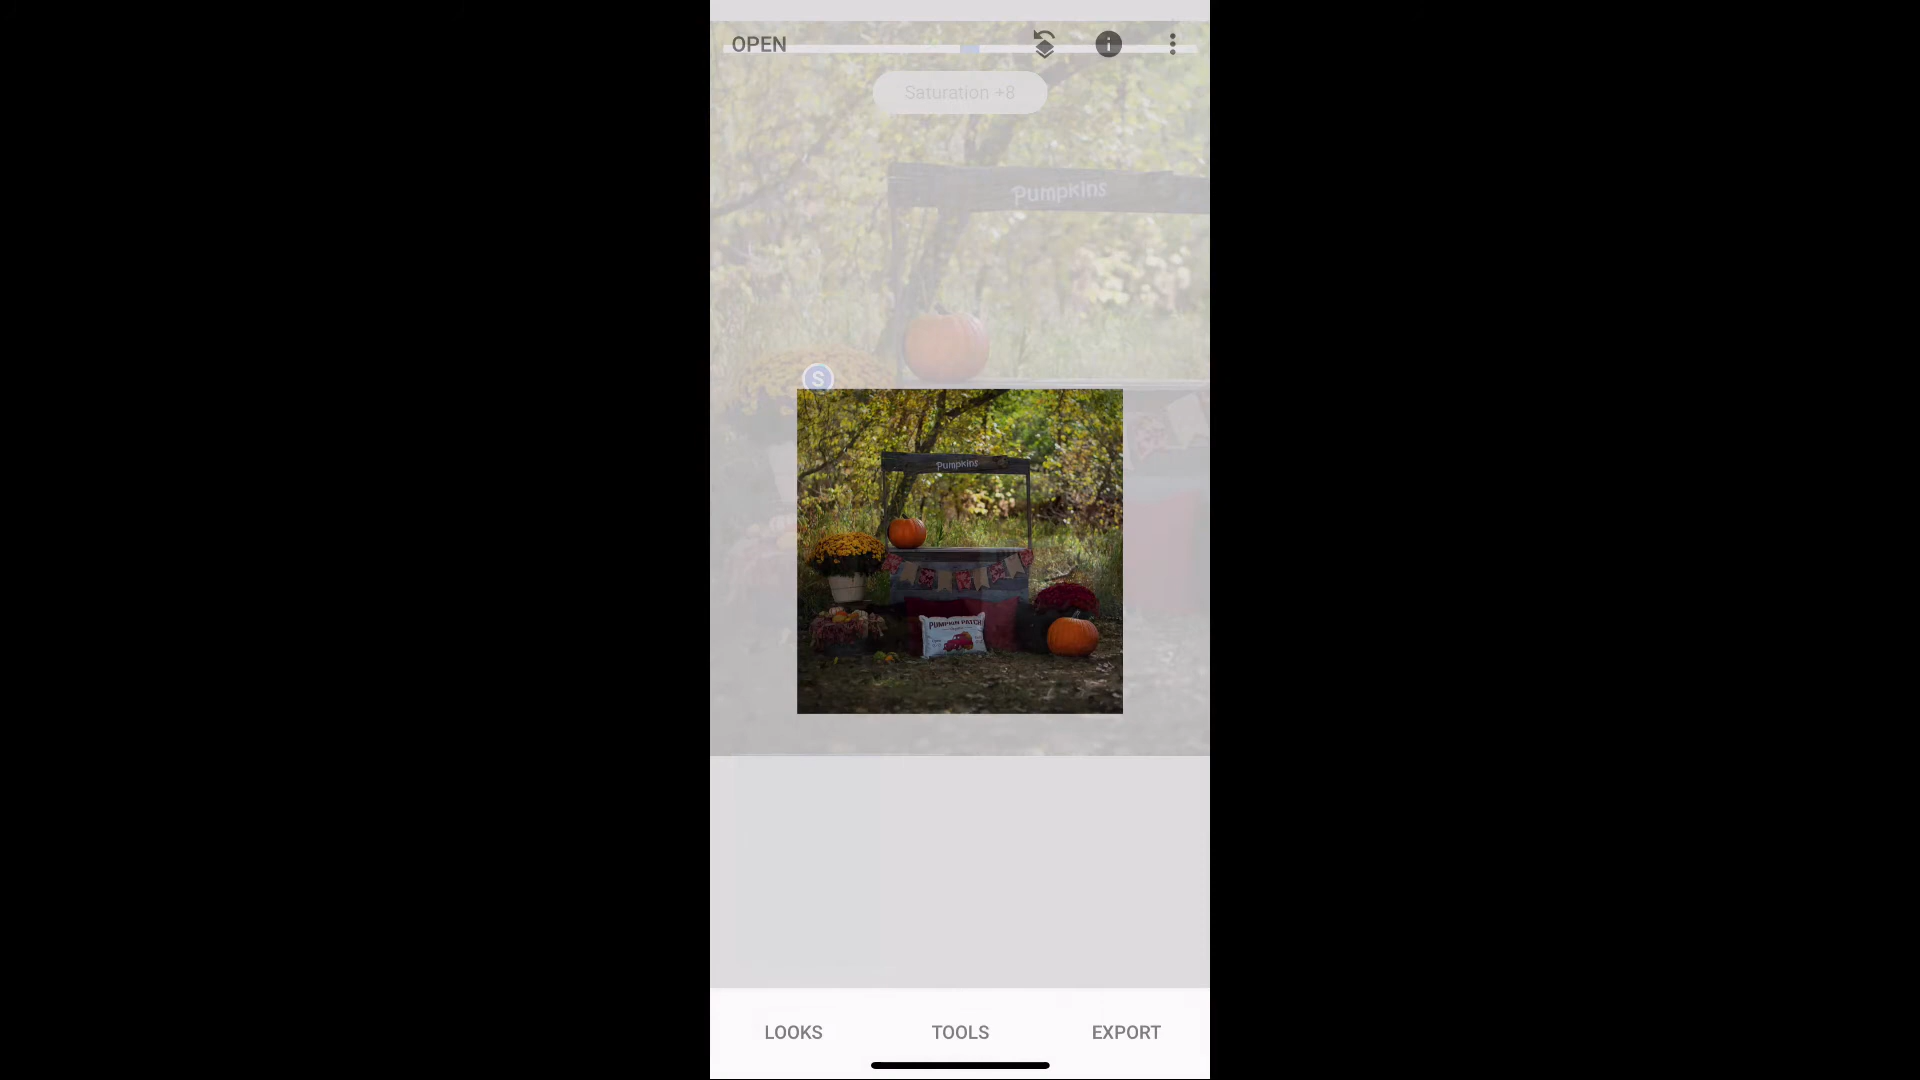 OPEN
Saturation +8
Pumpkins
S
Pumpkins
PUMPKIN PATCH
LOOKS
TOOLS
EXPORT